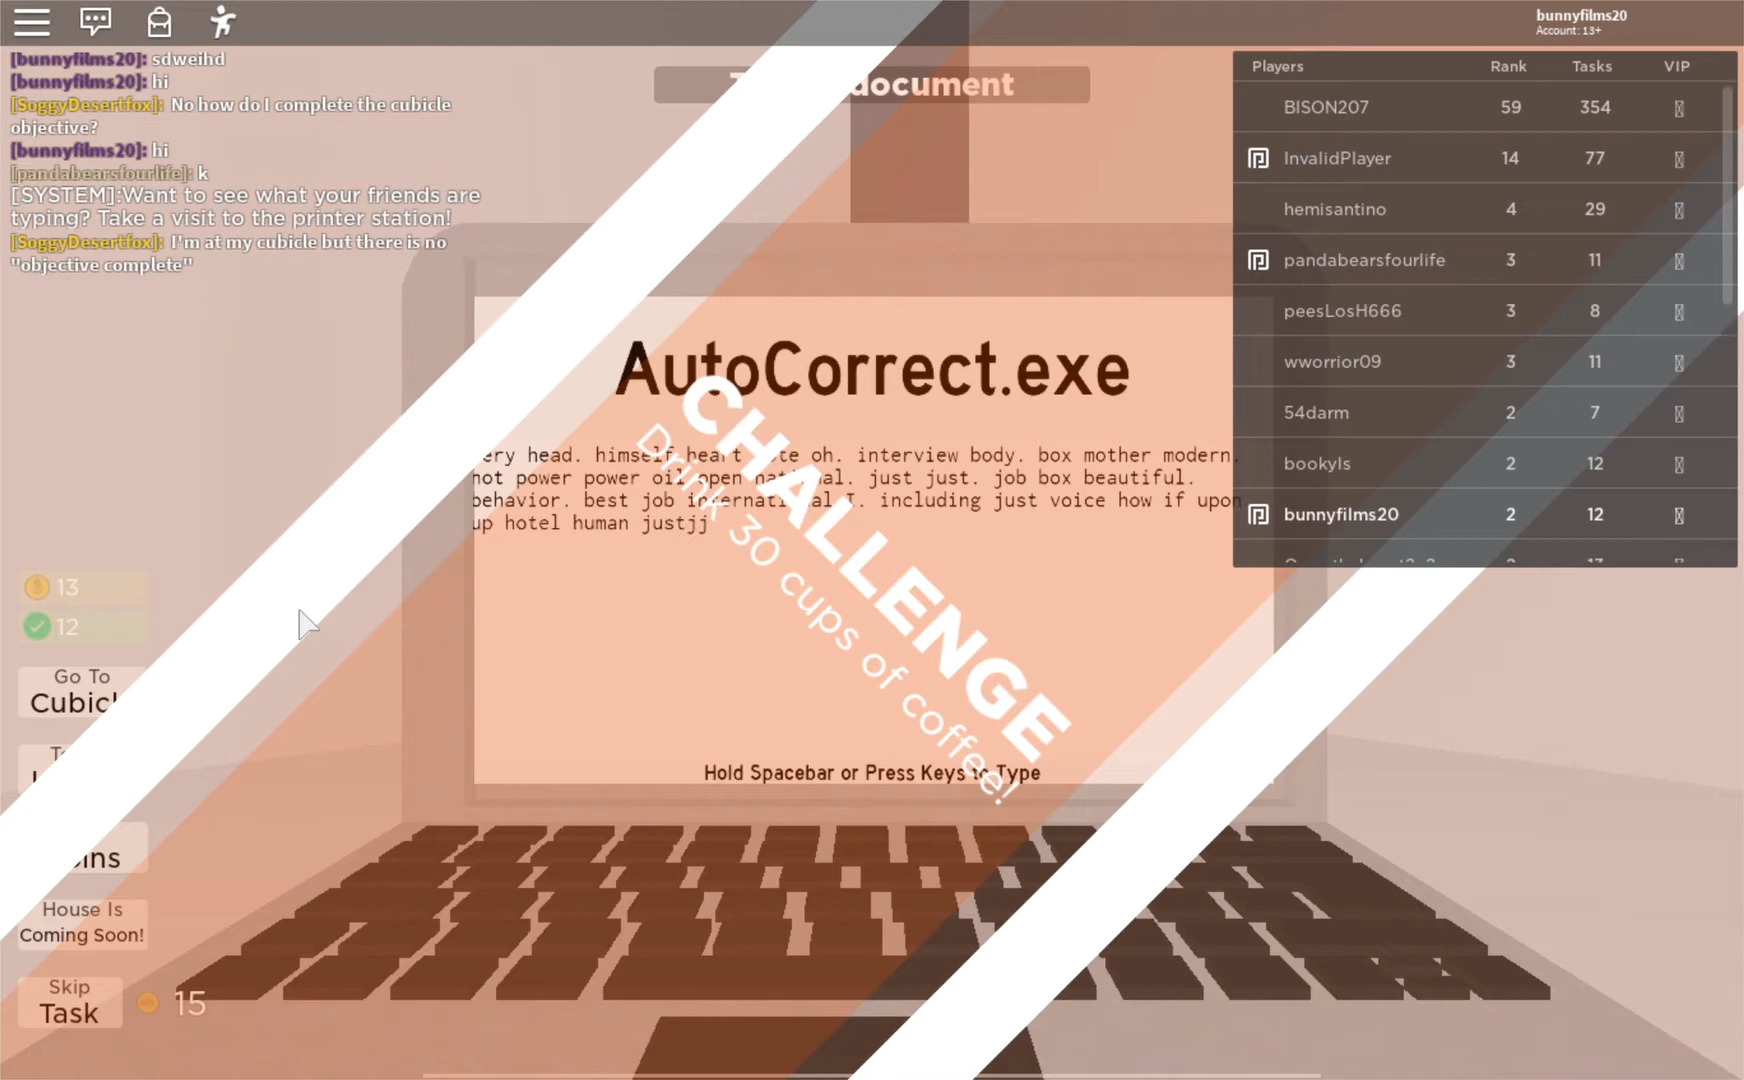 bunnyfilms20
Account: 13+
[bunnyfilms20]: sdweihd
[bunnyfilms20]: hi
[SoggyDesertfox]: No how do I complete the cubicle
objective?
[bunnyfilms20]: hi
[pandabearsfourlife]: k
[SYSTEM]:Want to see what your friends are
typing? Take a visit to the printer station!
[SoggyDesertfox]: I'm at my cubicle but there is no
"objective complete"
document
Players Rank Tasks VIP
BISON207 59 354
InvalidPlayer 14 77
hemisantino 4 29
pandabearsfourlife 3 11
peesLosH666 3 8
wworrior09 3 11
54darm 2 7
bookyls 2 12
bunnyfilms20 2 12
AutoCorrect.exe
head. himself heart oh. interview body. box mother modern.
power power oil open just just. job box beautiful.
behavior. best job international I. including just voice how if upon
up hotel human justjj
CHALLENGE
Drink 30 cups of coffee!
Hold Spacebar or Press Keys to Type
13
12
Go To
House Is
Coming Soon!
Skip
Task
15